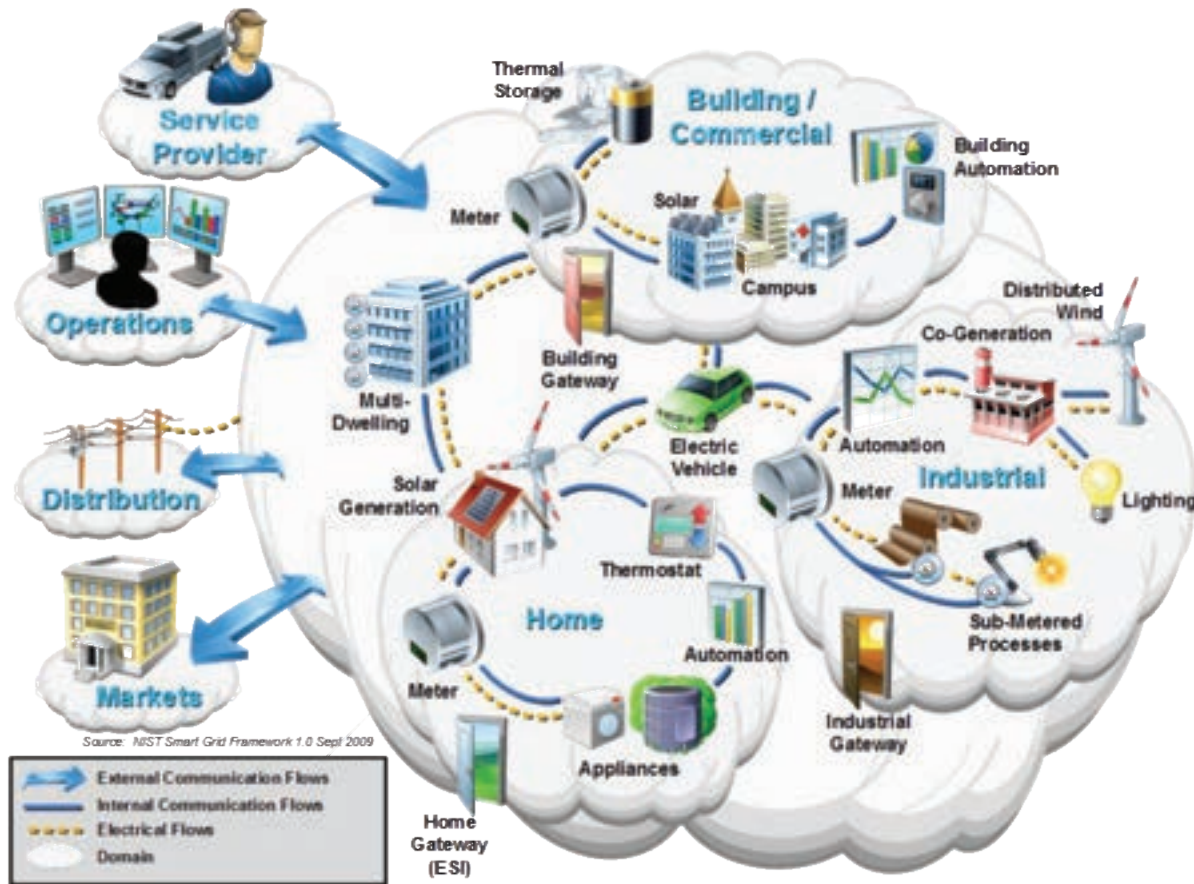 Service
Provider
Operations
Distribution
Markets
Thermal
Storage
Building /
Commercial
Building
Automation
Meter
Solar
Campus
Building
Gateway
Multi-
Dwelling
Electric
Vehicle
Distributed
Wind
Co-Generation
Automation
Industrial
Meter
Lighting
Sub-Metered
Processes
Industrial
Gateway
Solar
Generation
Thermostat
Home
Automation
Meter
Appliances
Home
Gateway
(ESI)
Source: NIST Smart Grid Framework 1.0 Sept 2009
External Communication Flows
Internal Communication Flows
Electrical Flows
Domain